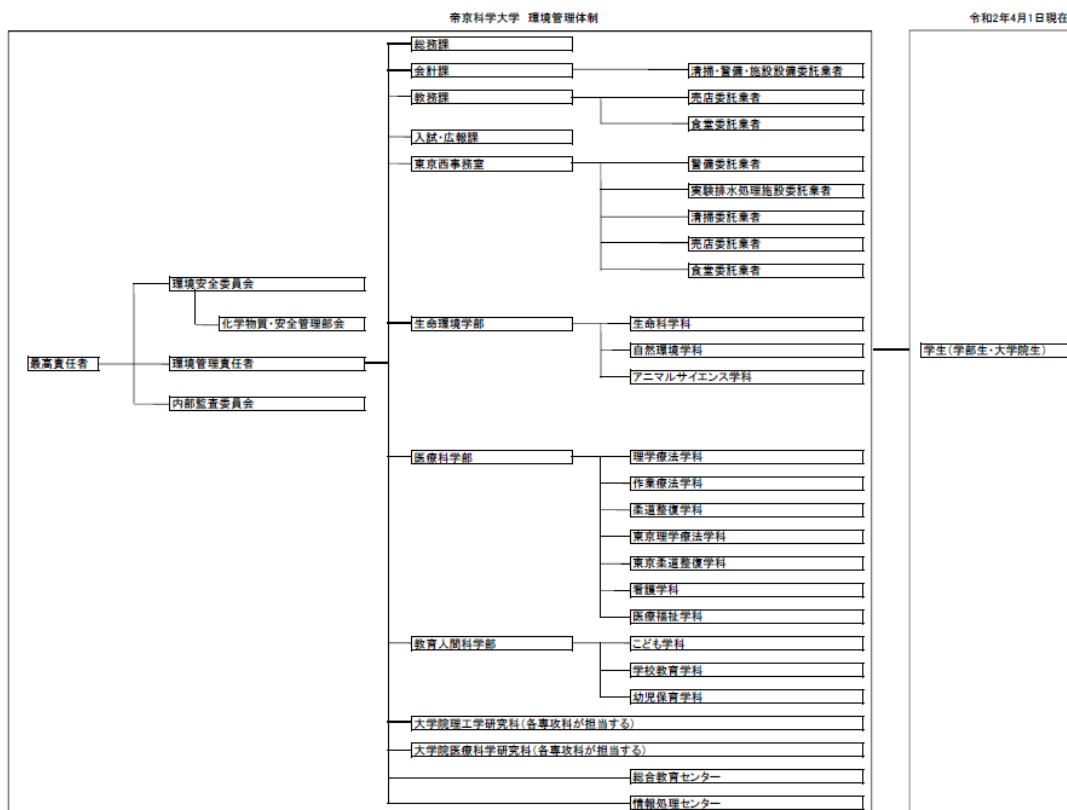 帝京科学大学 環境管理体制
令和2年4月1日現在
総務課
会計課
清掃・警備・施設設備委託業者
教務課
売店委託業者
食堂委託業者
入試・広報課
東京西事務室
警備委託業者
実験排水処理施設委託業者
清掃委託業者
売店委託業者
食堂委託業者
環境安全委員会
化学物質・安全管理部会
最高責任者
環境管理責任者
内部監査委員会
生命環境学部
生命科学科
自然環境学科
アニマルサイエンス学科
学生(学部生・大学院生)
医療科学部
理学療法学科
作業療法学科
柔道整復学科
東京理学療法学科
東京柔道整復学科
看護学科
医療福祉学科
教育人間科学部
こども学科
学校教育学科
幼児保育学科
大学院理工学研究科(各専攻科が担当する)
大学院医療科学研究科(各専攻科が担当する)
総合教育センター
情報処理センター